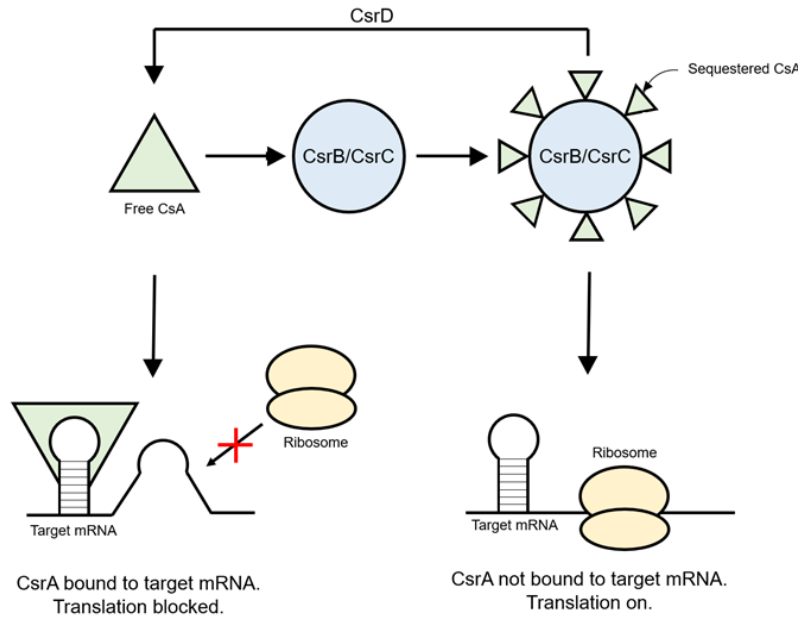 CsrD
Sequestered CsA
CsrB/CsrC
CsrB/CsrC
Free CsA
Ribosome
Ribosome
Target mRNA
Target mRNA
CsrA bound to target mRNA.
Translation blocked.
CsrA not bound to target mRNA.
Translation on.